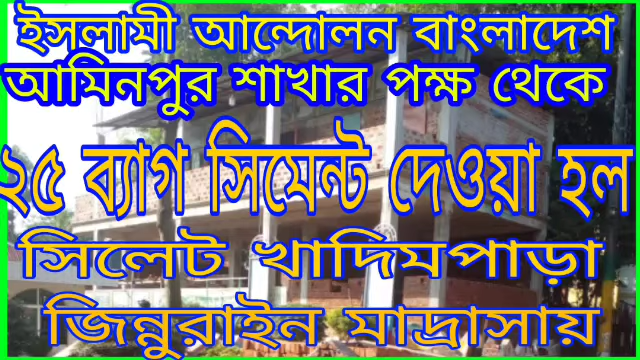 ইসলামী আন্দোলন বাংলাদেশ
আমিনপুর শাখার পক্ষ থেকে
২৫ ব্যাগ সিমেন্ট দেওয়া হল
সিলেট খাদিমপাড়া
জিন্নুরাইন মাদ্রাসায়